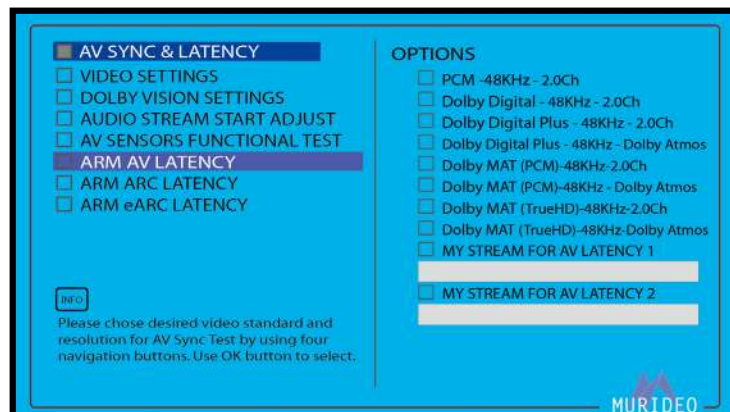 AV SYNC & LATENCY
VIDEO SETTINGS
DOLBY VISION SETTINGS
AUDIO STREAM START ADJUST
AV SENSORS FUNCTIONAL TEST
ARM AV LATENCY
ARM ARC LATENCY
ARM eARC LATENCY
INFO
Please chose desired video standard and
resolution for AV Sync Test by using four
navigation buttons. Use OK button to select.
OPTIONS
PCM -48KHz - 2.0Ch
Dolby Digital - 48KHz - 2.0Ch
Dolby Digital Plus - 48KHz - 2.0Ch
Dolby Digital Plus - 48KHz - Dolby Atmos
Dolby MAT (PCM)-48KHz-2.0Ch
Dolby MAT (PCM)-48KHz - Dolby Atmos
Dolby MAT (TrueHD)-48KHz-2.0Ch
Dolby MAT (TrueHD)-48KHz-Dolby Atmos
MY STREAM FOR AV LATENCY 1
MY STREAM FOR AV LATENCY 2
MURIDEO